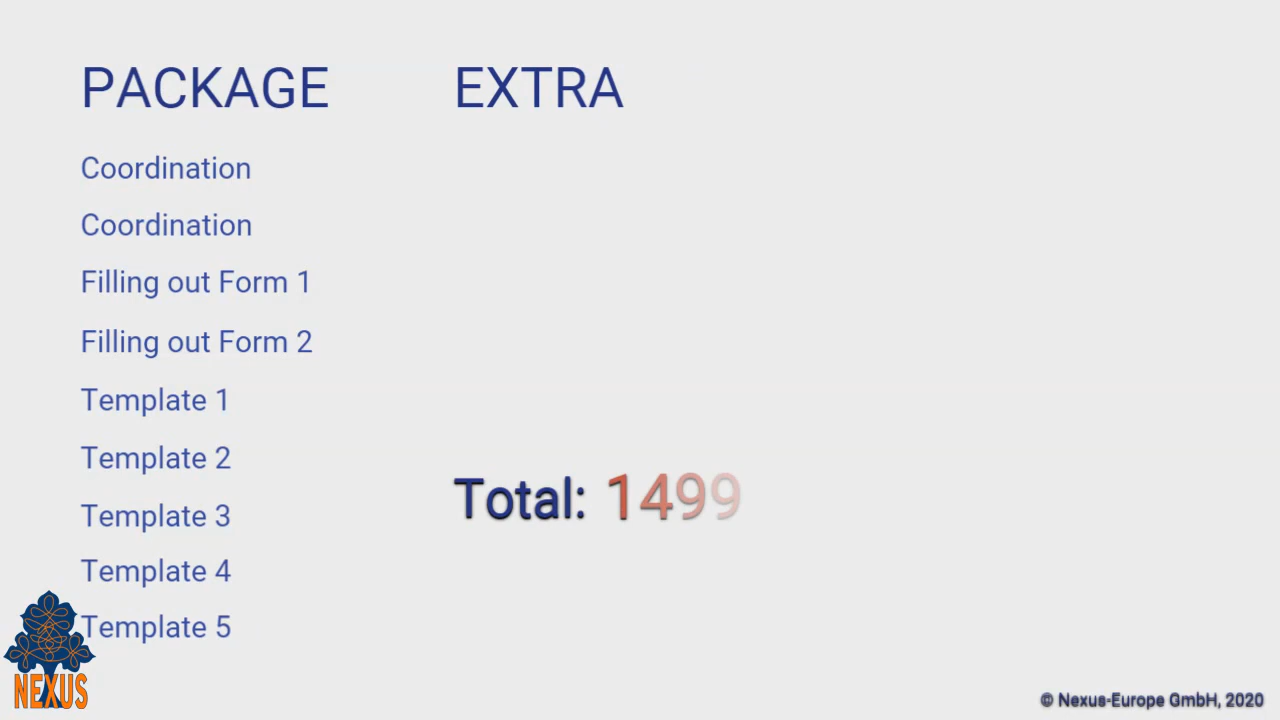 PACKAGE
Coordination
Coordination
Filling out Form 1
Filling out Form 2
Template 1
Template 2
Template 3
Template 4
Template 5
EXTRA
Total: 1499
NEXUS
© Nexus-Europe GmbH, 2020